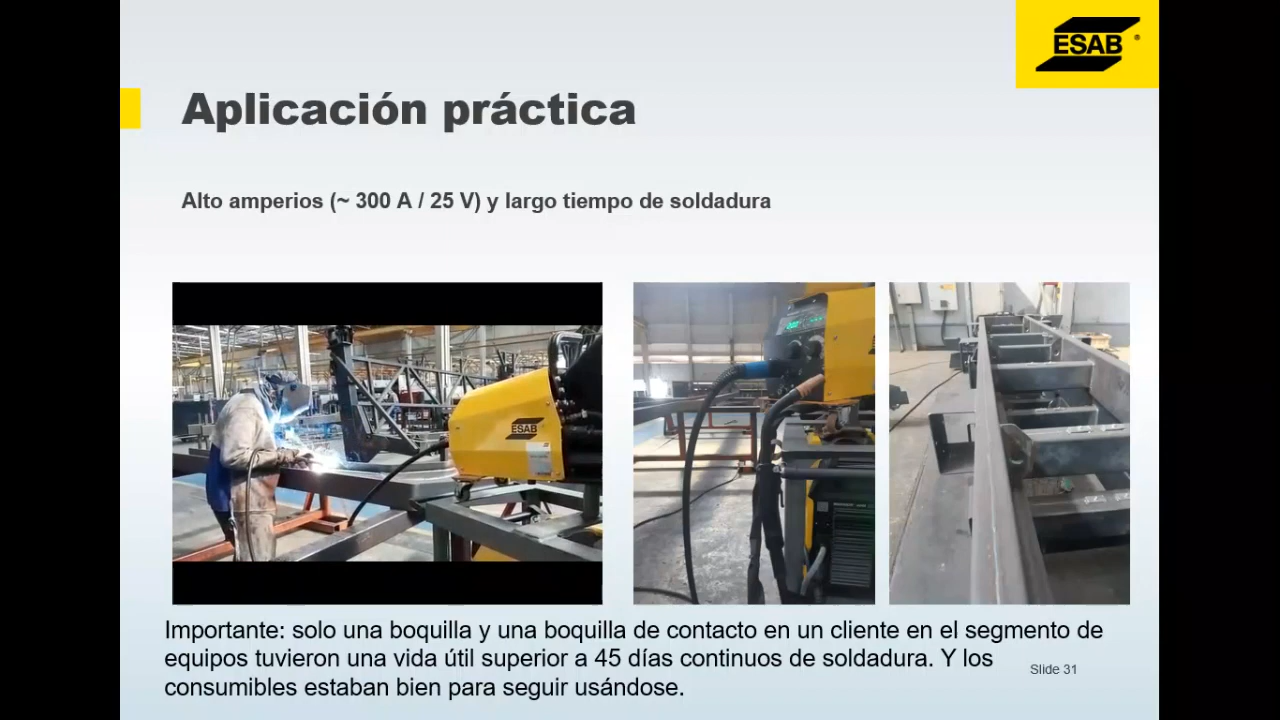 ESAB
Aplicación práctica
Alto amperios (~ 300 A / 25 V) y largo tiempo de soldadura
ESAB
Importante: solo una boquilla y una boquilla de contacto en un cliente en el segmento de
equipos tuvieron una vida útil superior a 45 días continuos de soldadura. Y los
consumibles estaban bien para seguir usándose.
Slide 31